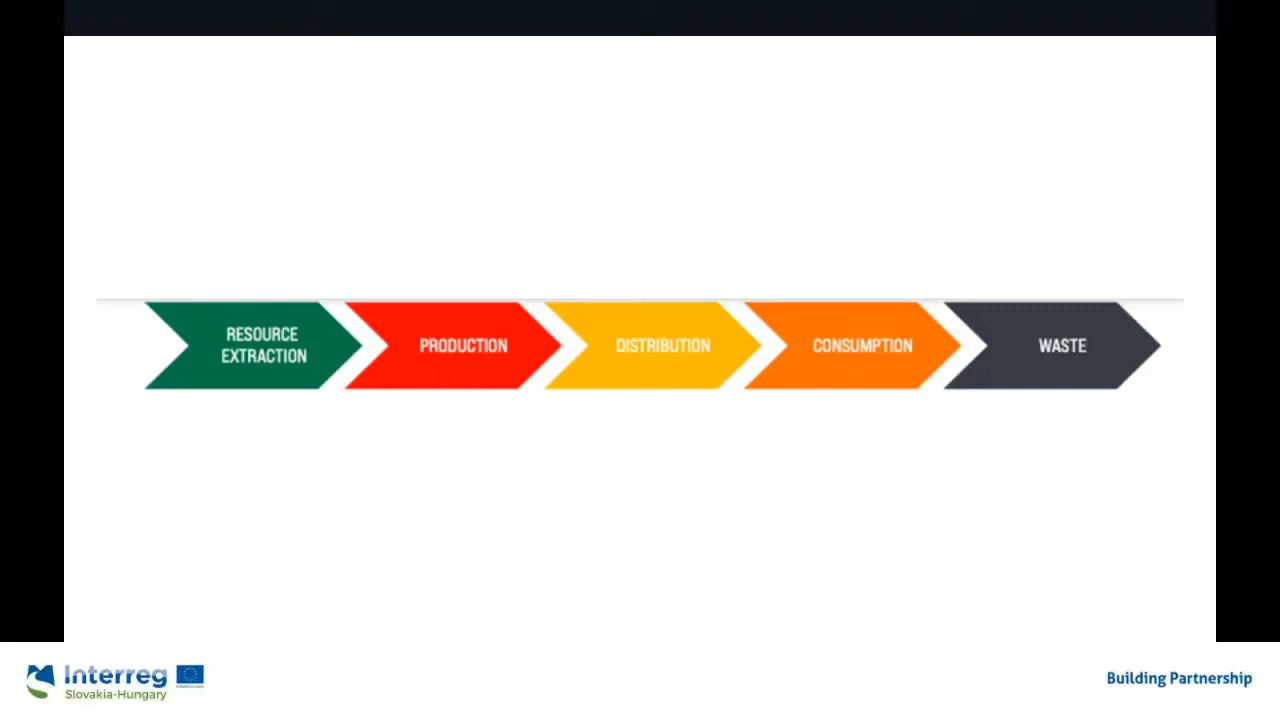 RESOURCE
EXTRACTION
PRODUCTION
DISTRIBUTION
CONSUMPTION
WASTE
Interreg
Slovakia-Hungary
Building Partnership